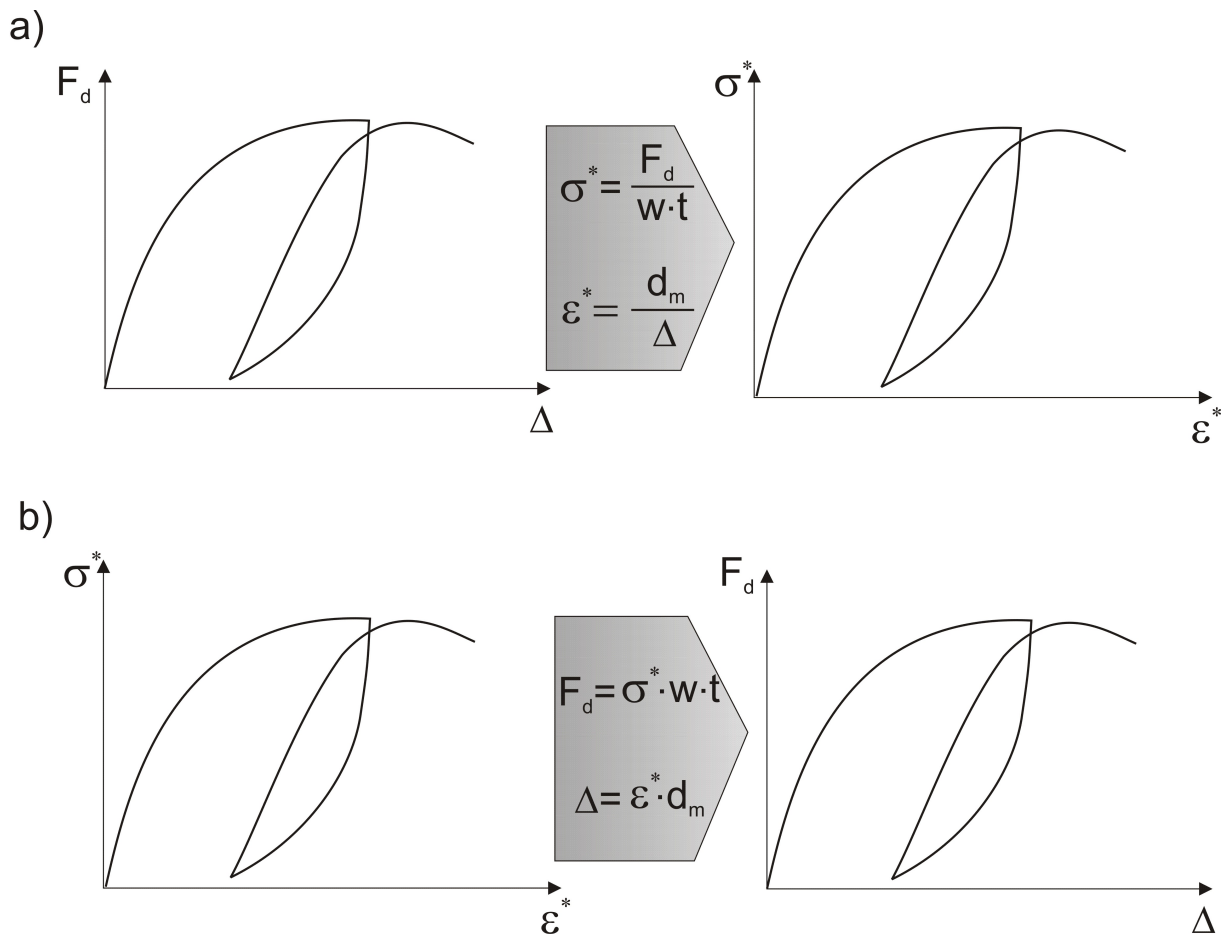 a)
F_d
Δ
σ* = F_d / w·t
ε* = d_m / Δ
σ*
ε*
b)
σ*
ε*
F_d = σ*·w·t
Δ = ε*·d_m
F_d
Δ